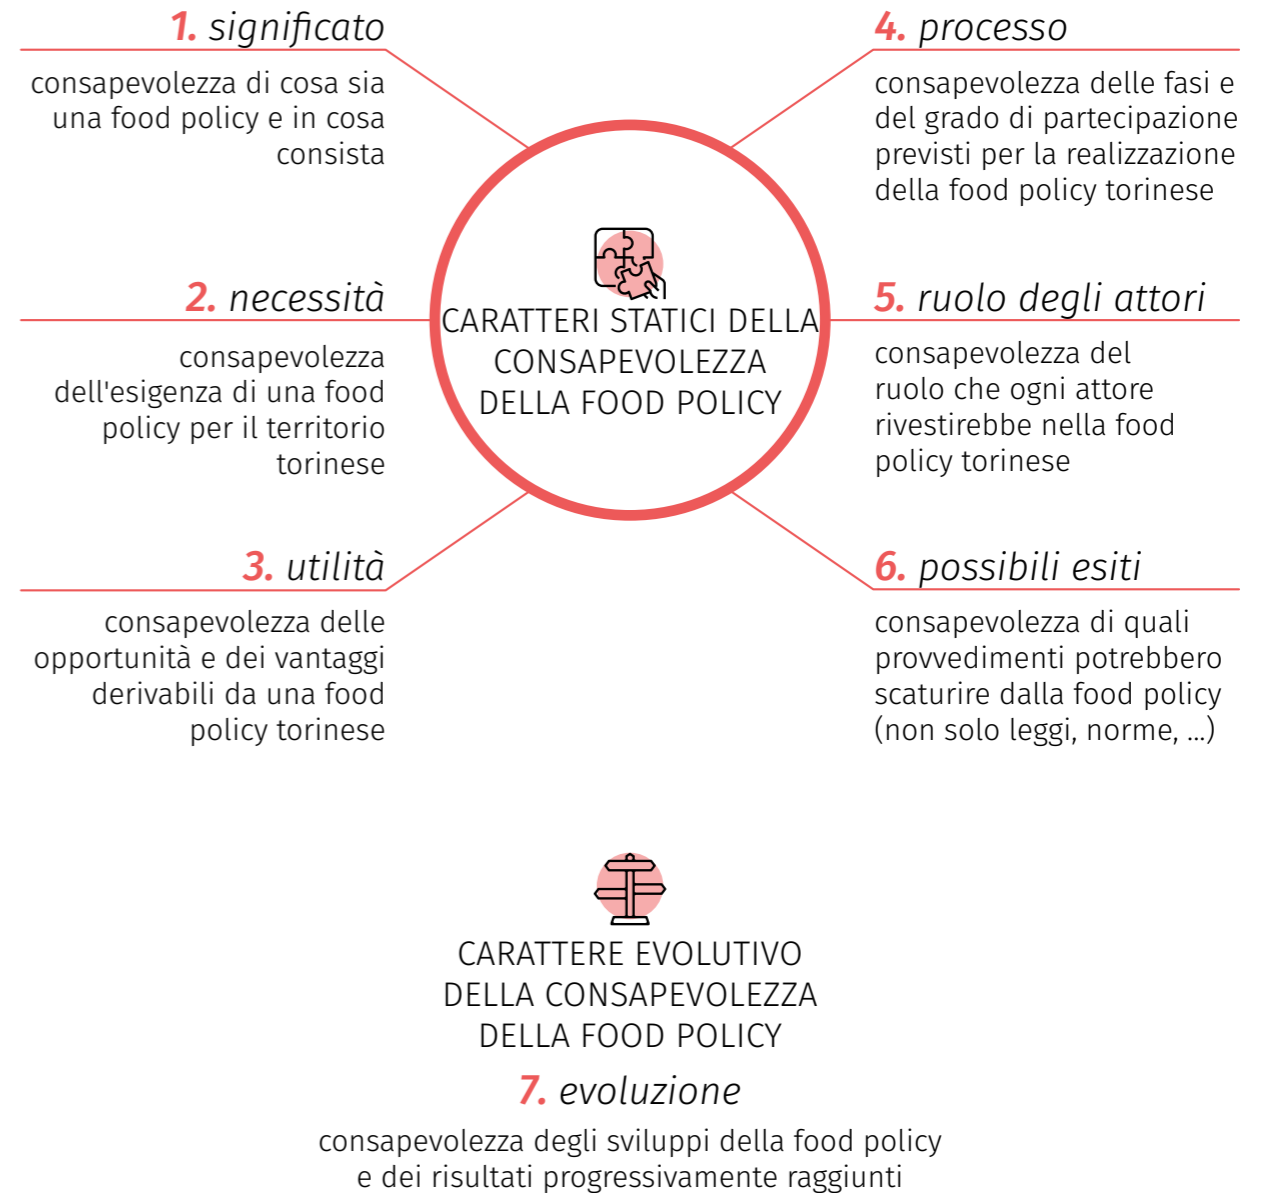 1. significato
consapevolezza di cosa sia
una food policy e in cosa
consista
2. necessità
consapevolezza
dell'esigenza di una food
policy per il territorio
torinese
3. utilità
consapevolezza delle
opportunità e dei vantaggi
derivabili da una food
policy torinese
CARATTERI STATICI DELLA
CONSAPEVOLEZZA
DELLA FOOD POLICY
4. processo
consapevolezza delle fasi e
del grado di partecipazione
previsti per la realizzazione
della food policy torinese
5. ruolo degli attori
consapevolezza del
ruolo che ogni attore
rivestirebbe nella food
policy torinese
6. possibili esiti
consapevolezza di quali
provvedimenti potrebbero
scaturire dalla food policy
(non solo leggi, norme, ...)
CARATTERE EVOLUTIVO
DELLA CONSAPEVOLEZZA
DELLA FOOD POLICY
7. evoluzione
consapevolezza degli sviluppi della food policy
e dei risultati progressivamente raggiunti